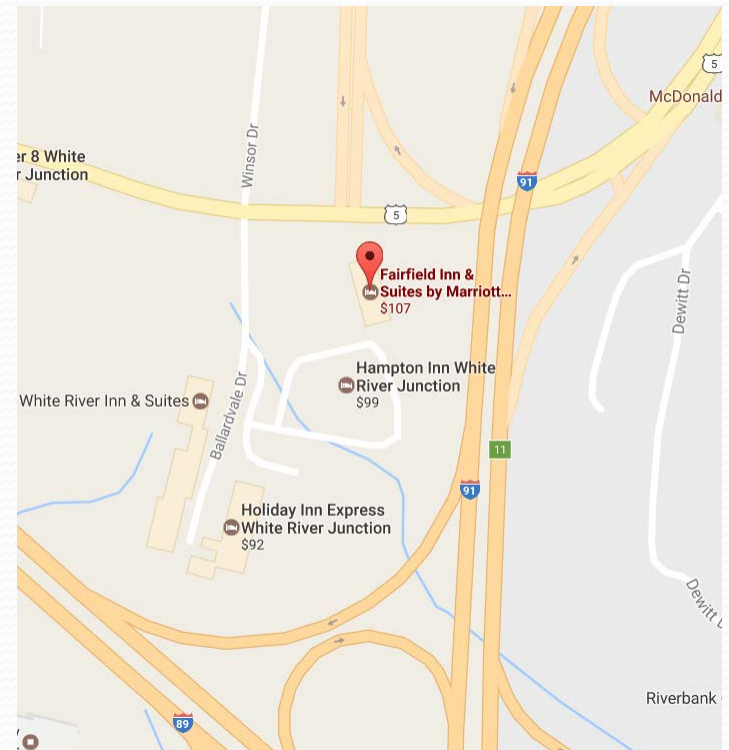 5
McDonald
Winsor Dr
er 8 White
r Junction
91
5
Fairfield Inn &
Suites by Marriott...
$107
Dewitt Dr
Hampton Inn White
River Junction
$99
White River Inn & Suites
Ballardvale Dr
11
91
Holiday Inn Express
White River Junction
$92
Dewitt
Riverbank
89